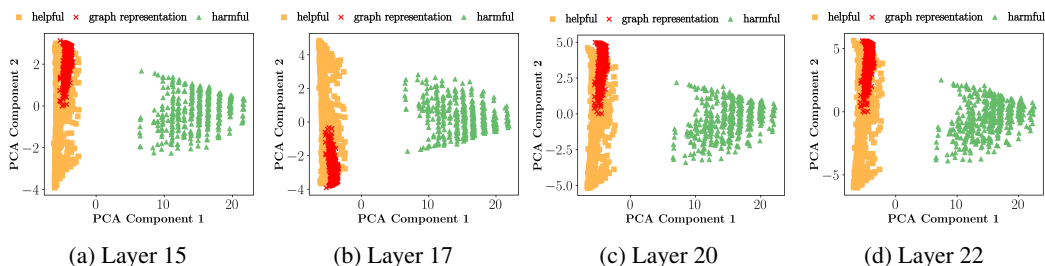 helpful graph representation harmful
helpful graph representation harmful
helpful graph representation harmful
helpful graph representation harmful
PCA Component 2
2
0
−2
−4
0 10 20
PCA Component 1
PCA Component 2
4
2
0
−2
−4
0 10 20
PCA Component 1
PCA Component 2
5.0
2.5
0.0
−2.5
−5.0
0 10 20
PCA Component 1
PCA Component 2
5
0
−5
0 10 20
PCA Component 1
(a) Layer 15
(b) Layer 17
(c) Layer 20
(d) Layer 22